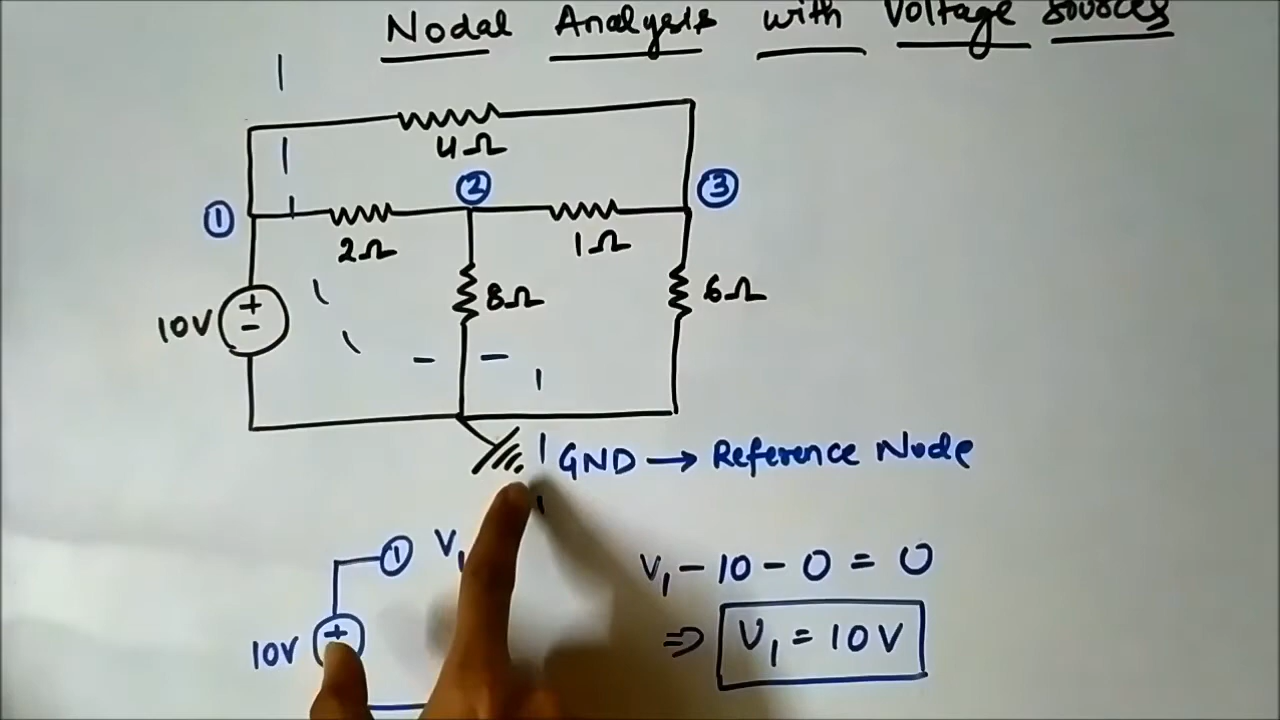 Nodal Analysis with Voltage Sources
4Ω
① ② ③
2Ω 1Ω
10V + - 8Ω 6Ω
GND → Reference Node
① V₁ V₁ - 10 - 0 = 0
10V + ⇒ V₁ = 10V